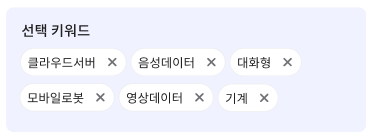 선택 키워드
클라우드서버 × 음성데이터 × 대화형 ×
모바일로봇 × 영상데이터 × 기계 ×